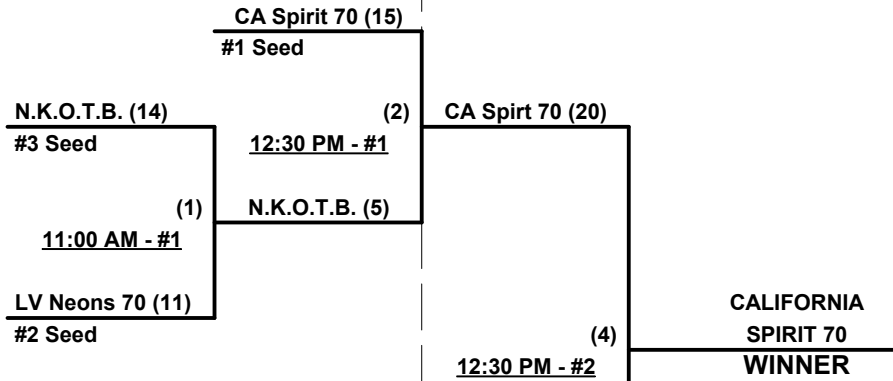 CA Spirit 70 (15)
#1 Seed
N.K.O.T.B. (14)
#3 Seed
(2)
12:30 PM - #1
CA Spirt 70 (20)
(1)
11:00 AM - #1
N.K.O.T.B. (5)
LV Neons 70 (11)
#2 Seed
(4)
12:30 PM - #2
CALIFORNIA
SPIRIT 70
WINNER